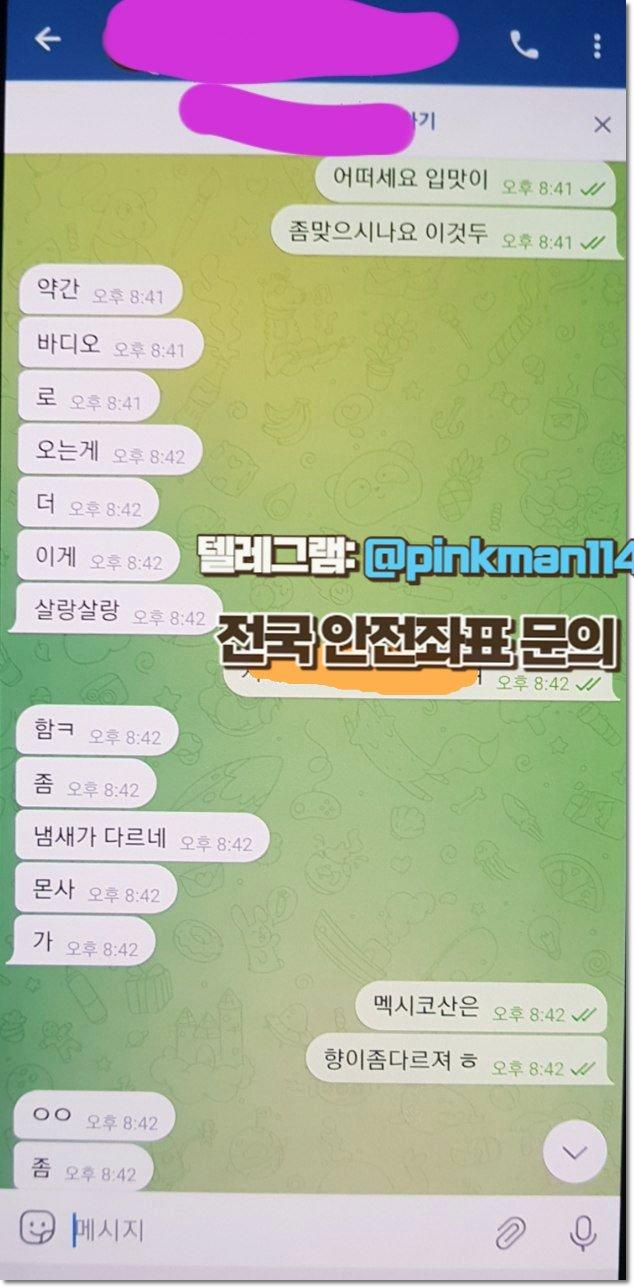 가기
어떠세요 입맛이 오후 8:41
좀맞으시나요 이것두 오후 8:41
약간 오후 8:41
바디오 오후 8:41
로 오후 8:41
오는게 오후 8:42
더 오후 8:42
이게 오후 8:42
텔레그램: @pinkman114
살랑살랑 오후 8:42
전국 안전좌표 문의
오후 8:42
함ㅋ 오후 8:42
좀 오후 8:42
냄새가 다르네 오후 8:42
몬사 오후 8:42
가 오후 8:42
멕시코산은 오후 8:42
향이좀다르져 ㅎ 오후 8:42
ㅇㅇ 오후 8:42
좀 오후 8:42
메시지